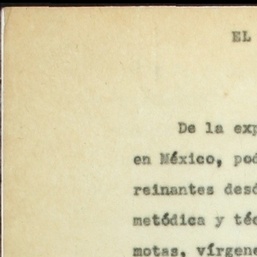 EL
De la exp
en México, pod
reinantes desd
metódica y téc
motas, vírgene